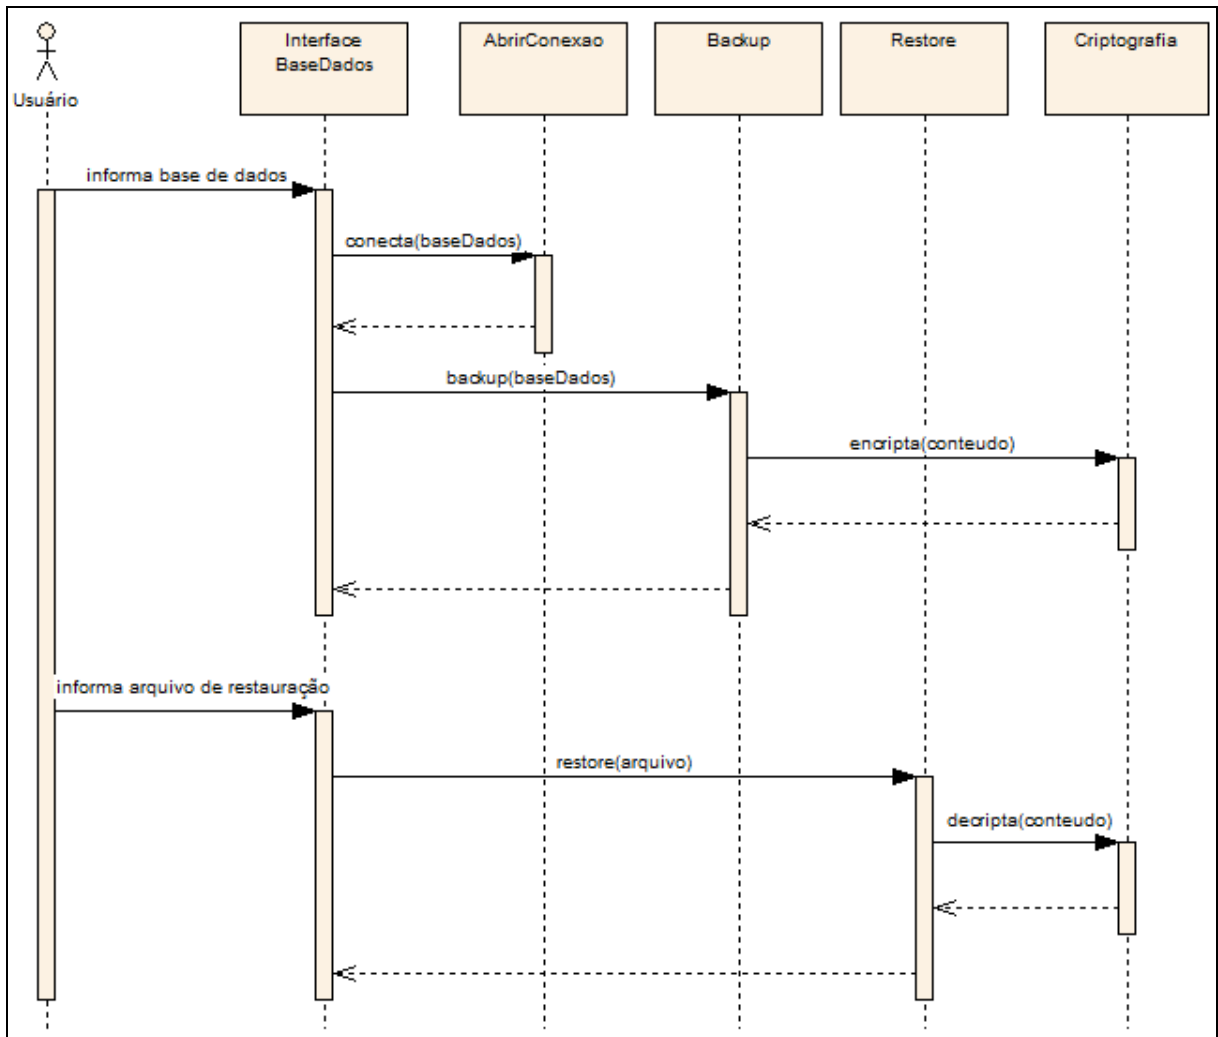 Usuário
Interface
BaseDados
AbrirConexao
Backup
Restore
Criptografia
informa base de dados
conecta(baseDados)
backup(baseDados)
encripta(conteudo)
informa arquivo de restauração
restore(arquivo)
decripta(conteudo)